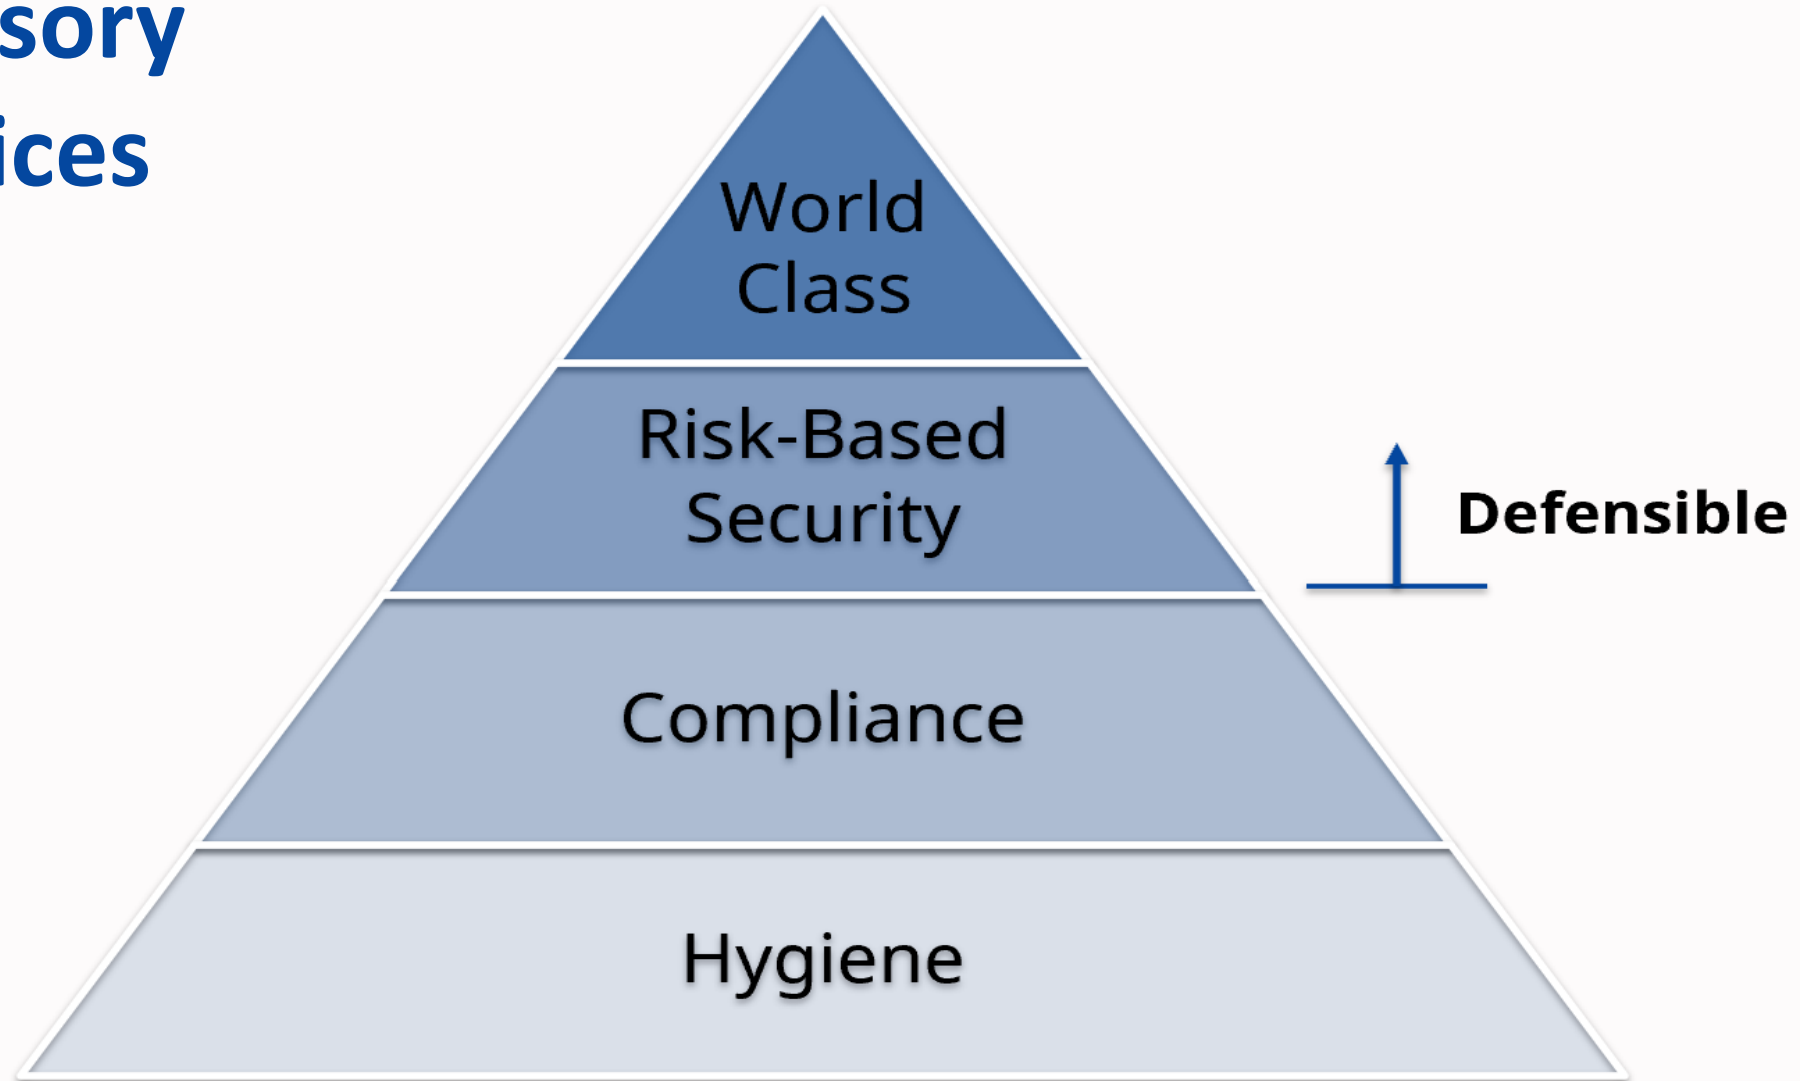 sory
ices
World
Class
Risk-Based
Security
Defensible
Compliance
Hygiene